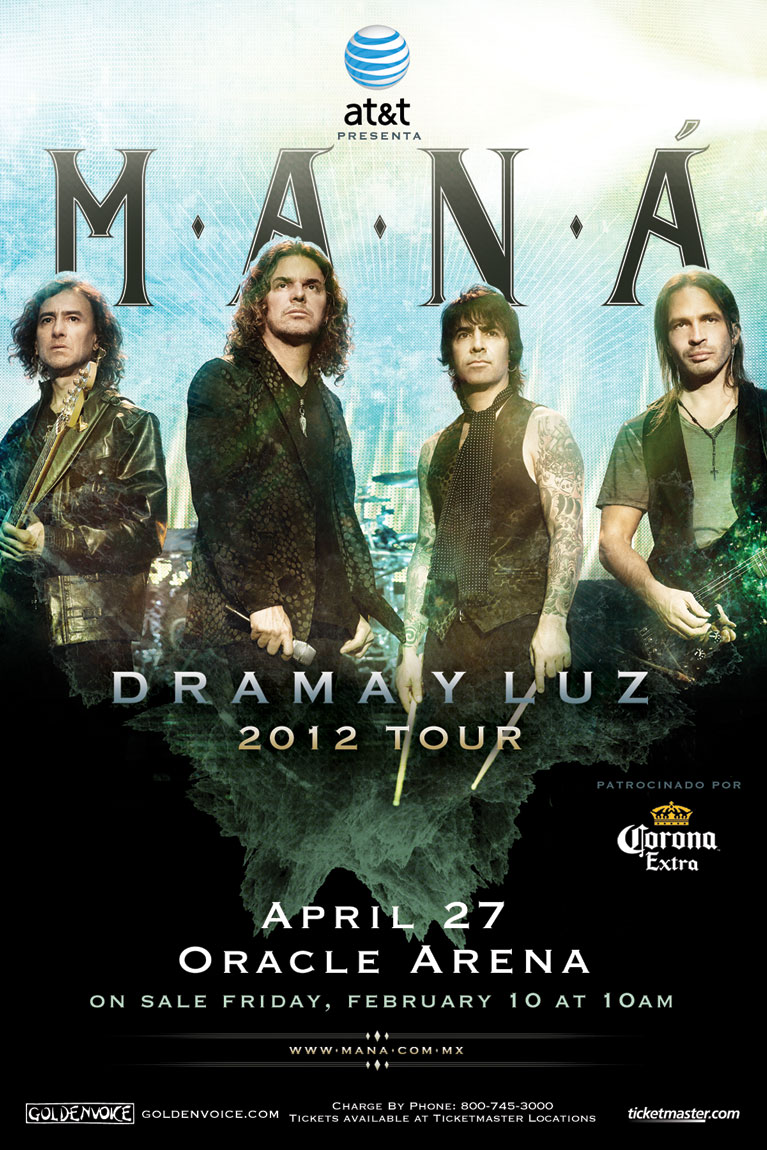 at&t
PRESENTA
M·A·N·Á
DRAMA Y LUZ
2012 TOUR
PATROCINADO POR
Corona
Extra
APRIL 27
ORACLE ARENA
ON SALE FRIDAY, FEBRUARY 10 AT 10AM
WWW·MANA·COM·MX
GOLDENVOICE GOLDENVOICE.COM
CHARGE BY PHONE: 800-745-3000
TICKETS AVAILABLE AT TICKETMASTER LOCATIONS
ticketmaster.com